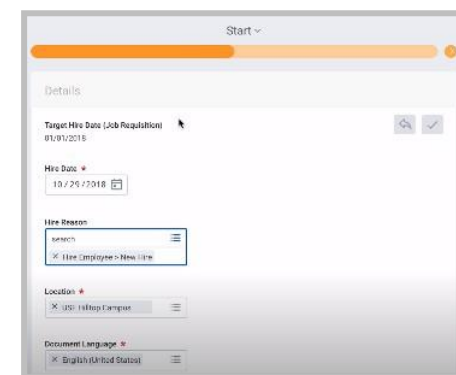 Start
Details
Target Hire Date (Job Requisition)
01/01/2018
Hire Date *
10/29/2018
Hire Reason
search
× Hire Employee > New Hire
Location *
× USF Hilltop Campus
Document Language *
× English (United States)